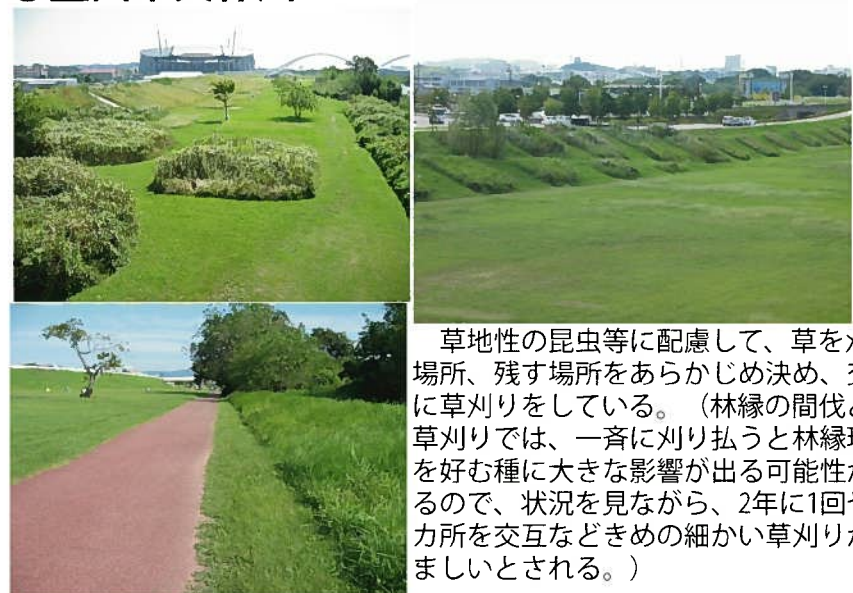 草地性の昆虫等に配慮して、草を
場所、残す場所をあらかじめ決め、
に草刈りをしている。（林縁の間伐
草刈りでは、一斉に刈り払うと林縁
を好む種に大きな影響が出る可能性
るので、状況を見ながら、2年に1回
カ所を交互などきめの細かい草刈り
ましいとされる。）